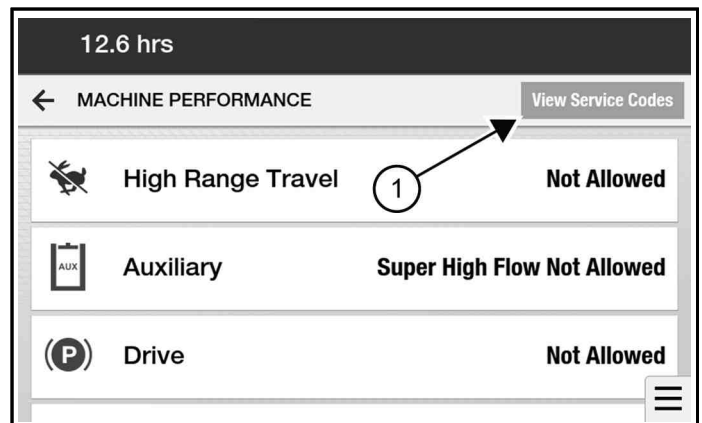 12.6 hrs
MACHINE PERFORMANCE View Service Codes
High Range Travel Not Allowed
1
AUX Auxiliary Super High Flow Not Allowed
P Drive Not Allowed